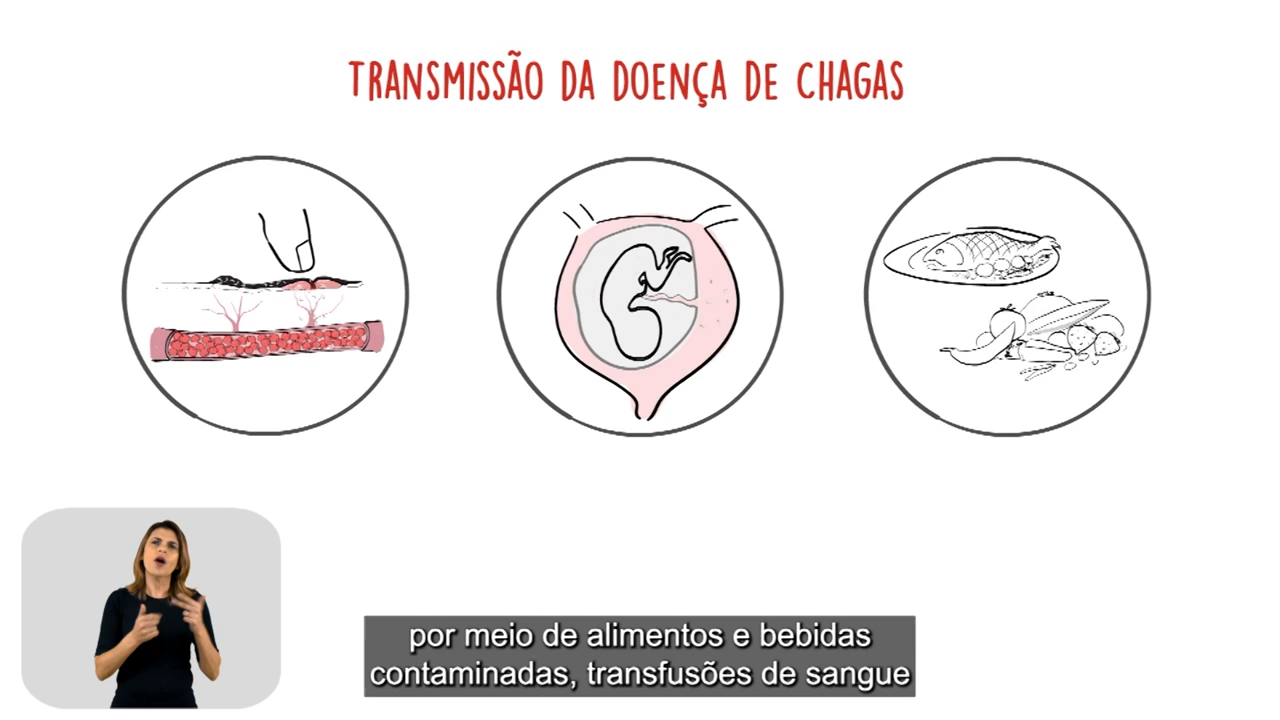 TRANSMISSÃO DA DOENÇA DE CHAGAS
por meio de alimentos e bebidas
contaminadas, transfusões de sangue